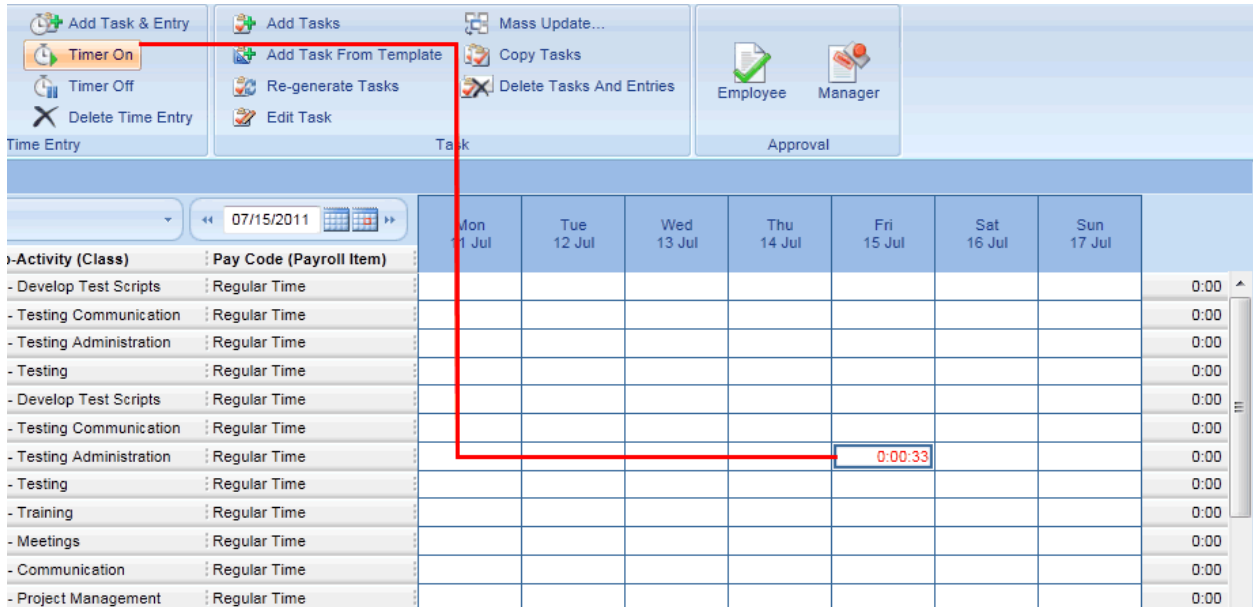 Add Task & Entry Add Tasks Mass Update...
Timer On Add Task From Template Copy Tasks
Timer Off Re-generate Tasks Delete Tasks And Entries Employee Manager
Delete Time Entry Edit Task
Time Entry Task Approval
07/15/2011 Mon Tue Wed Thu Fri Sat Sun
11 Jul 12 Jul 13 Jul 14 Jul 15 Jul 16 Jul 17 Jul
-Activity (Class) Pay Code (Payroll Item)
- Develop Test Scripts Regular Time 0:00
- Testing Communication Regular Time 0:00
- Testing Administration Regular Time 0:00
- Testing Regular Time 0:00
- Develop Test Scripts Regular Time 0:00
- Testing Communication Regular Time 0:00
- Testing Administration Regular Time 0:00:33 0:00
- Testing Regular Time 0:00
- Training Regular Time 0:00
- Meetings Regular Time 0:00
- Communication Regular Time 0:00
- Project Management Regular Time 0:00